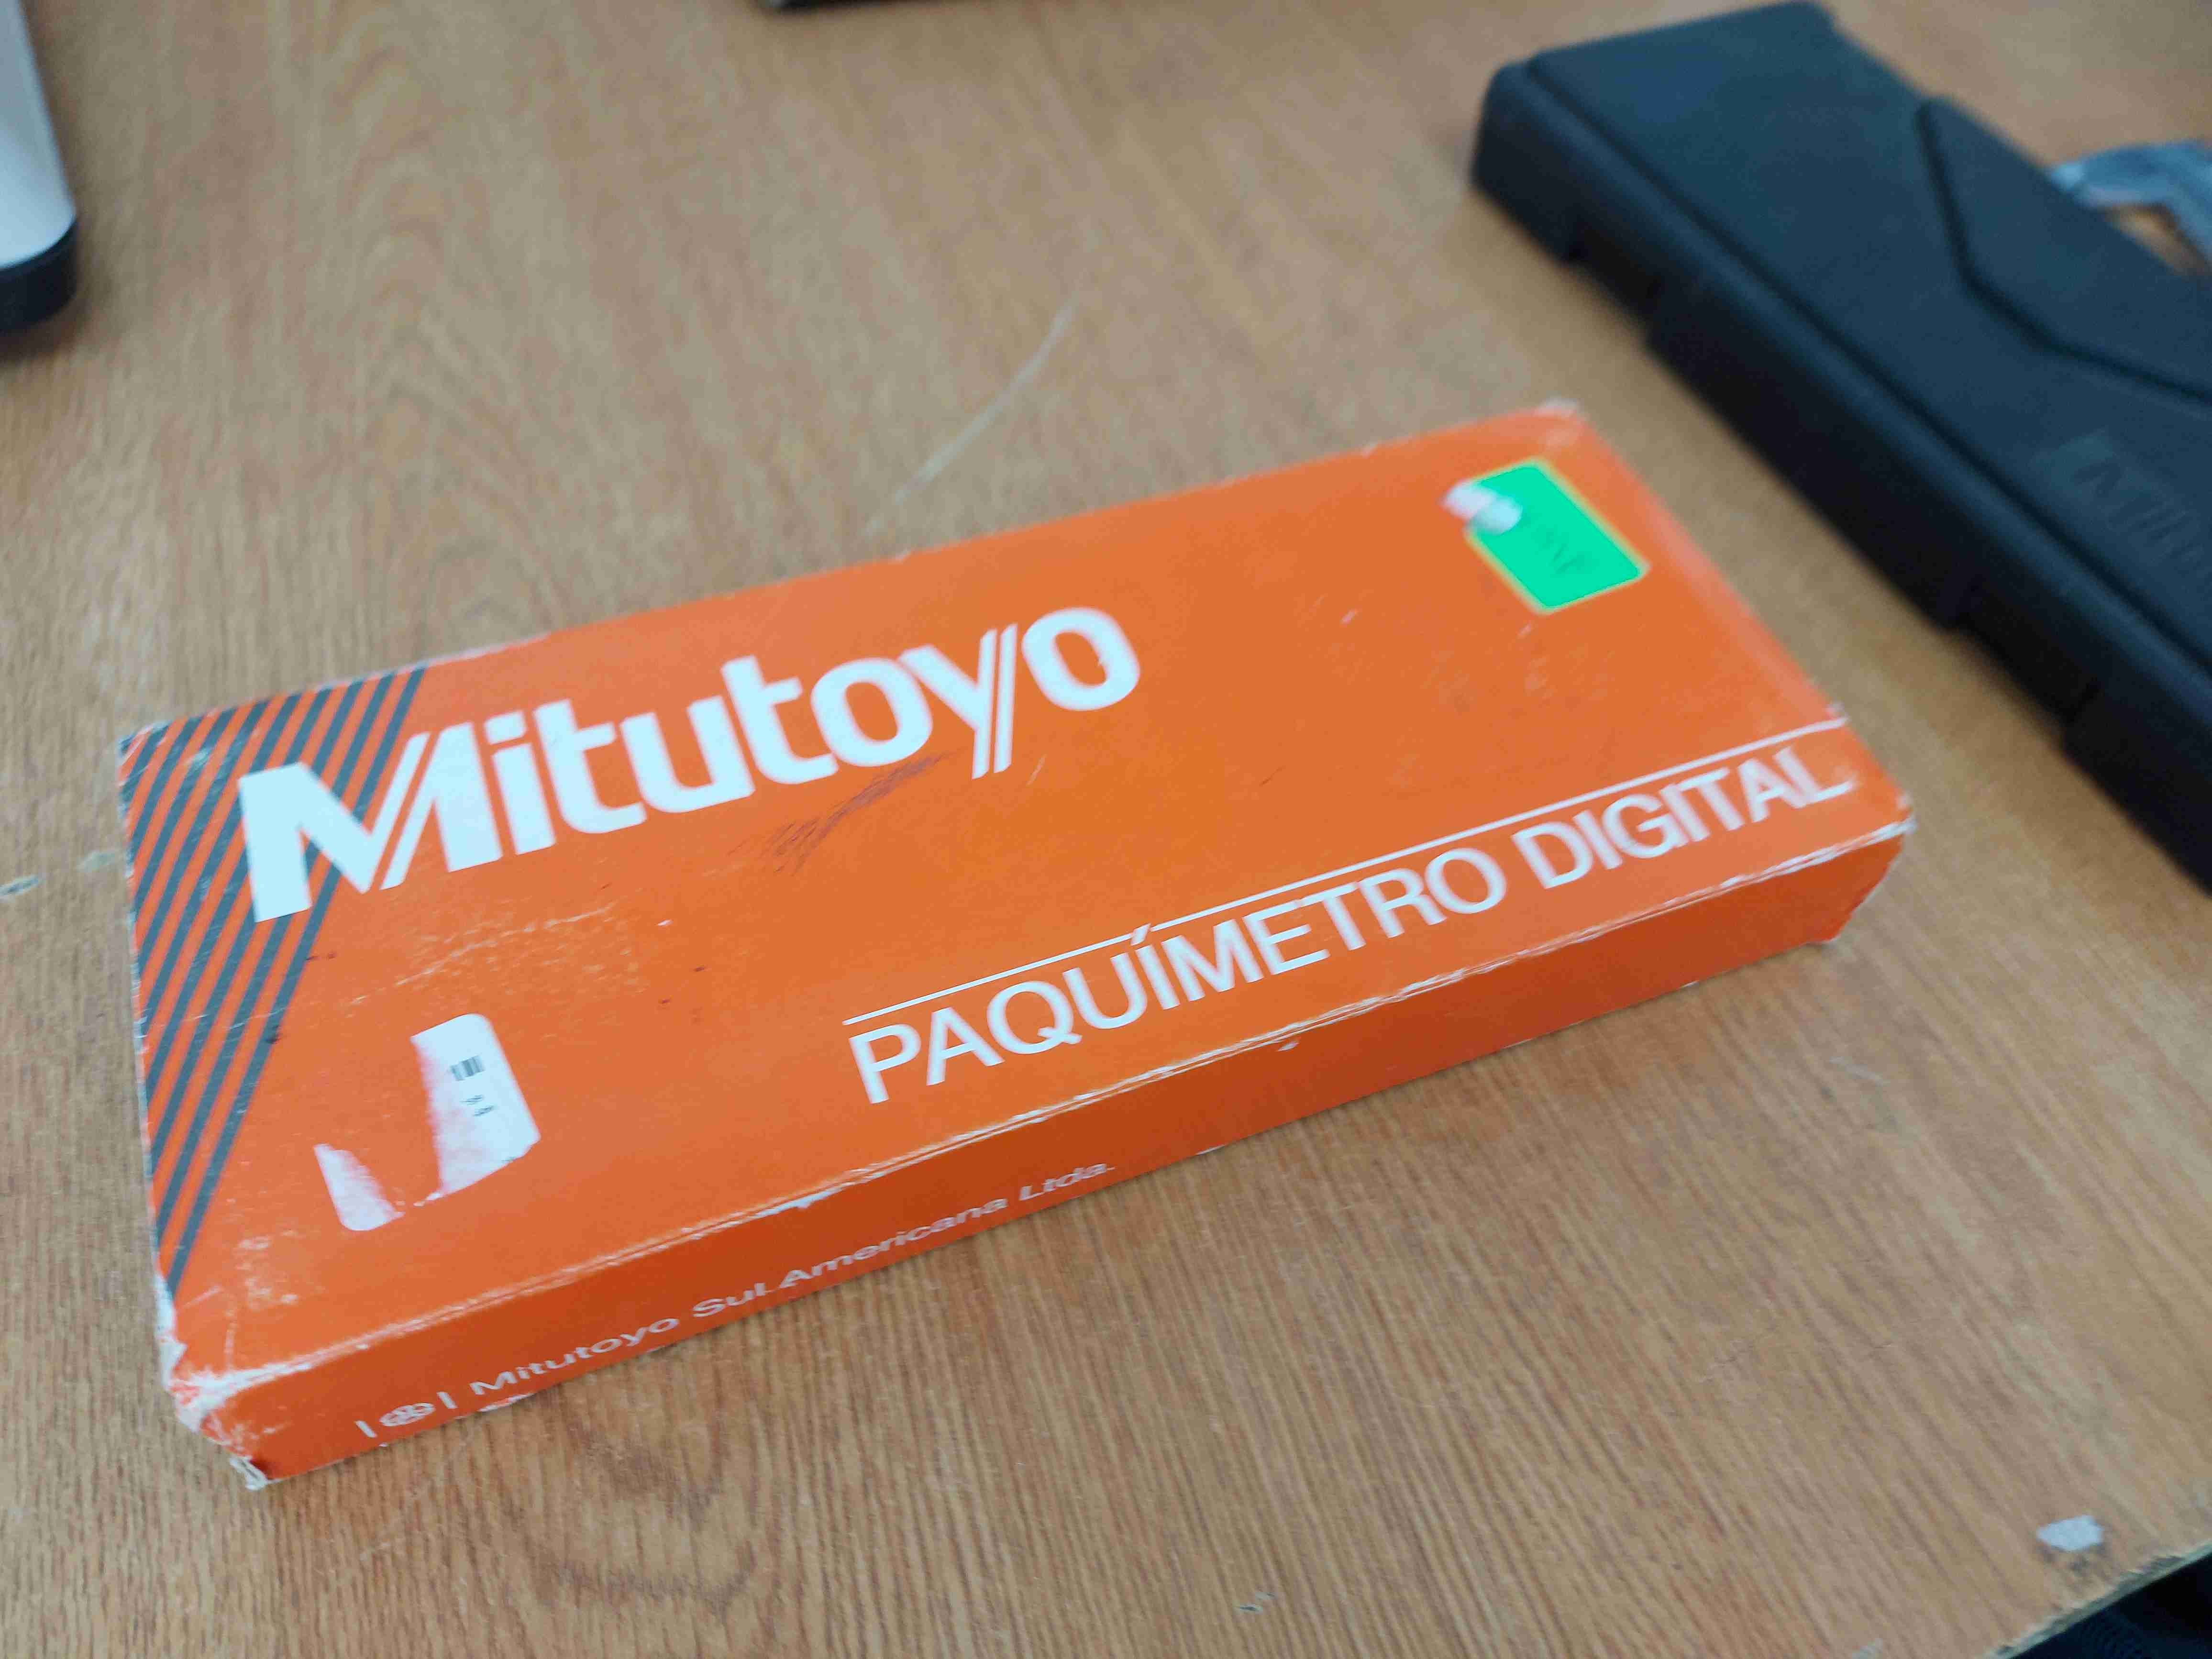 Mitutoyo
PAQUÍMETRO DIGITAL
Mitutoyo Sul Americana Ltda.